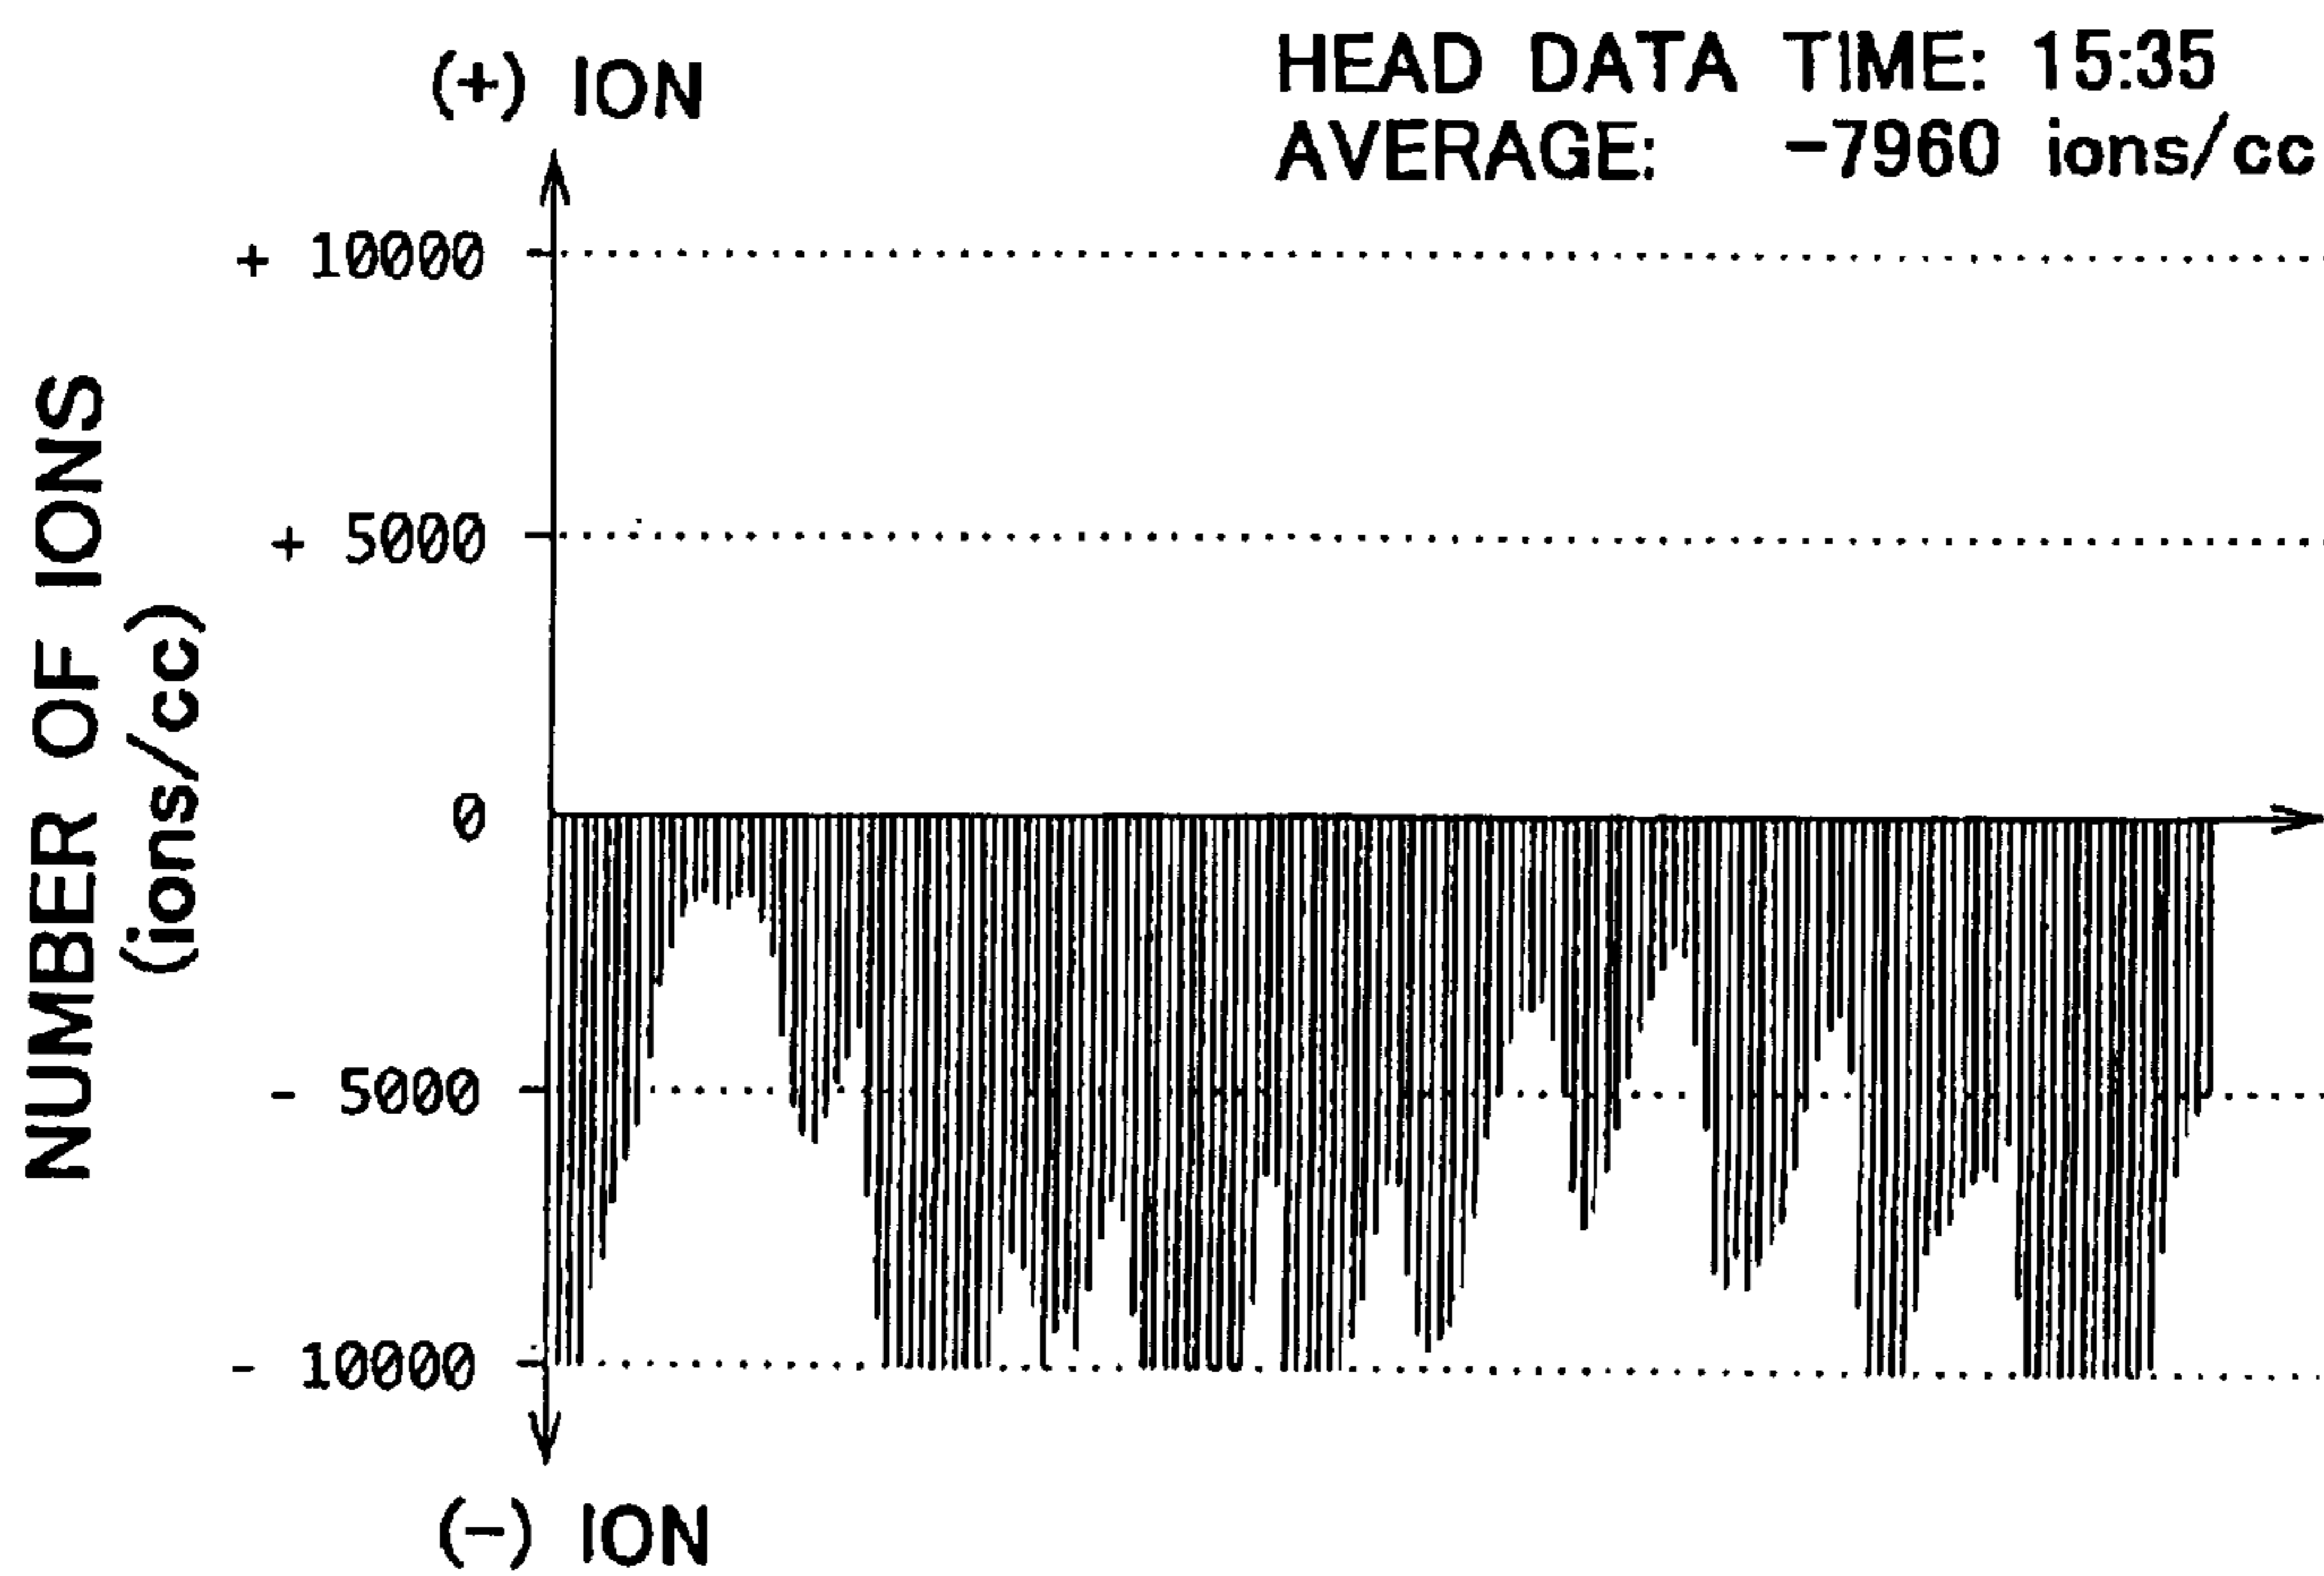 (+) ION
HEAD DATA TIME: 15:35
AVERAGE: -7960 ions/cc
+ 10000
+ 5000
0
- 5000
- 10000
NUMBER OF IONS
(ions/cc)
(-) ION